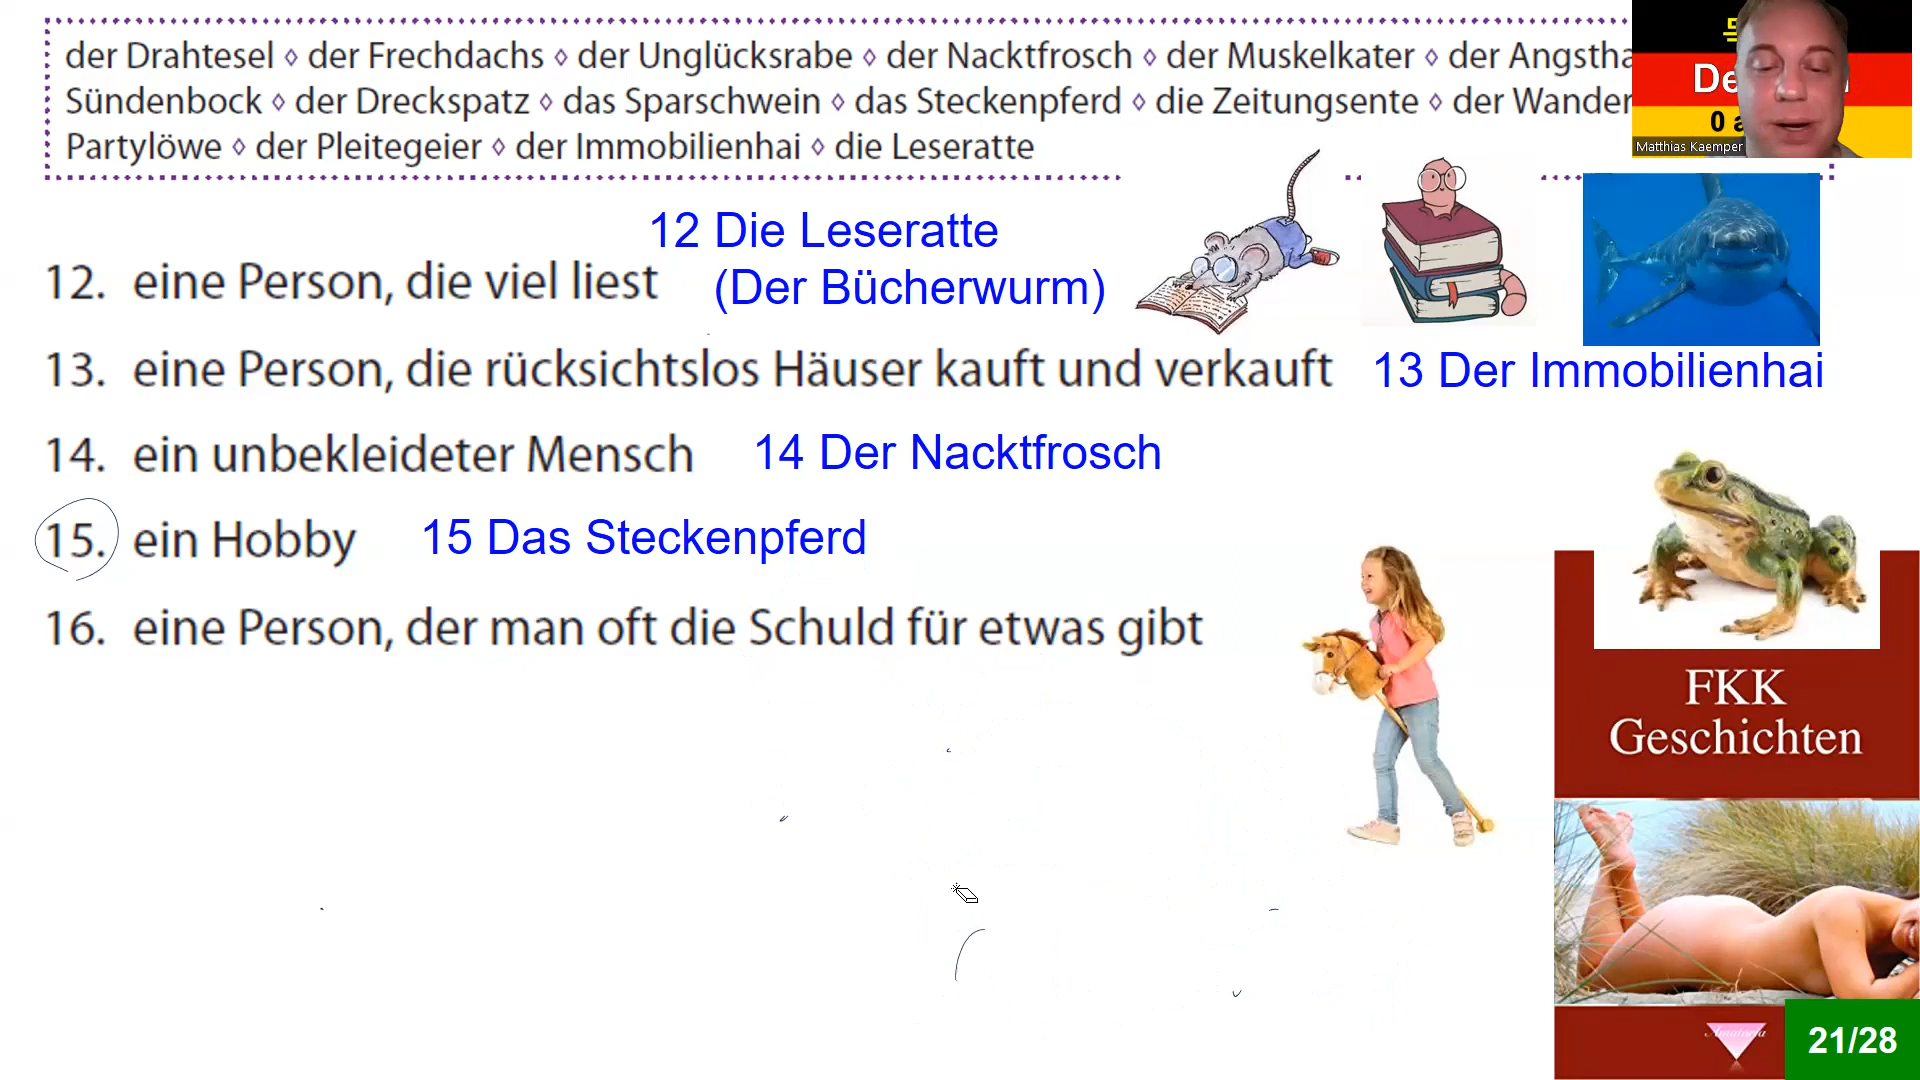 der Drahtesel ◊ der Frechdachs ◊ der Unglücksrabe ◊ der Nacktfrosch ◊ der Muskelkater ◊ der Angstha
Sündenbock ◊ der Dreckspatz ◊ das Sparschwein ◊ das Steckenpferd ◊ die Zeitungsente ◊ der Wander
Partylöwe ◊ der Pleitegeier ◊ der Immobilienhai ◊ die Leseratte
De
0 a
Matthias Kaemper
12 Die Leseratte
12. eine Person, die viel liest
(Der Bücherwurm)
13. eine Person, die rücksichtslos Häuser kauft und verkauft 13 Der Immobilienhai
14. ein unbekleideter Mensch 14 Der Nacktfrosch
15. ein Hobby 15 Das Steckenpferd
16. eine Person, der man oft die Schuld für etwas gibt
FKK
Geschichten
21/28